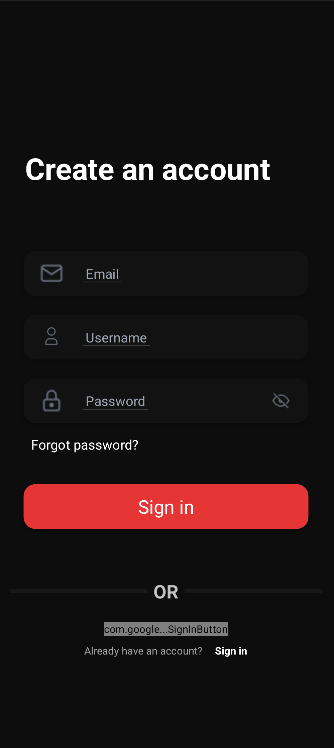 Create an account
Email
Username
Password
Forgot password?
Sign in
OR
com.google...SignInButton
Already have an account? Sign in